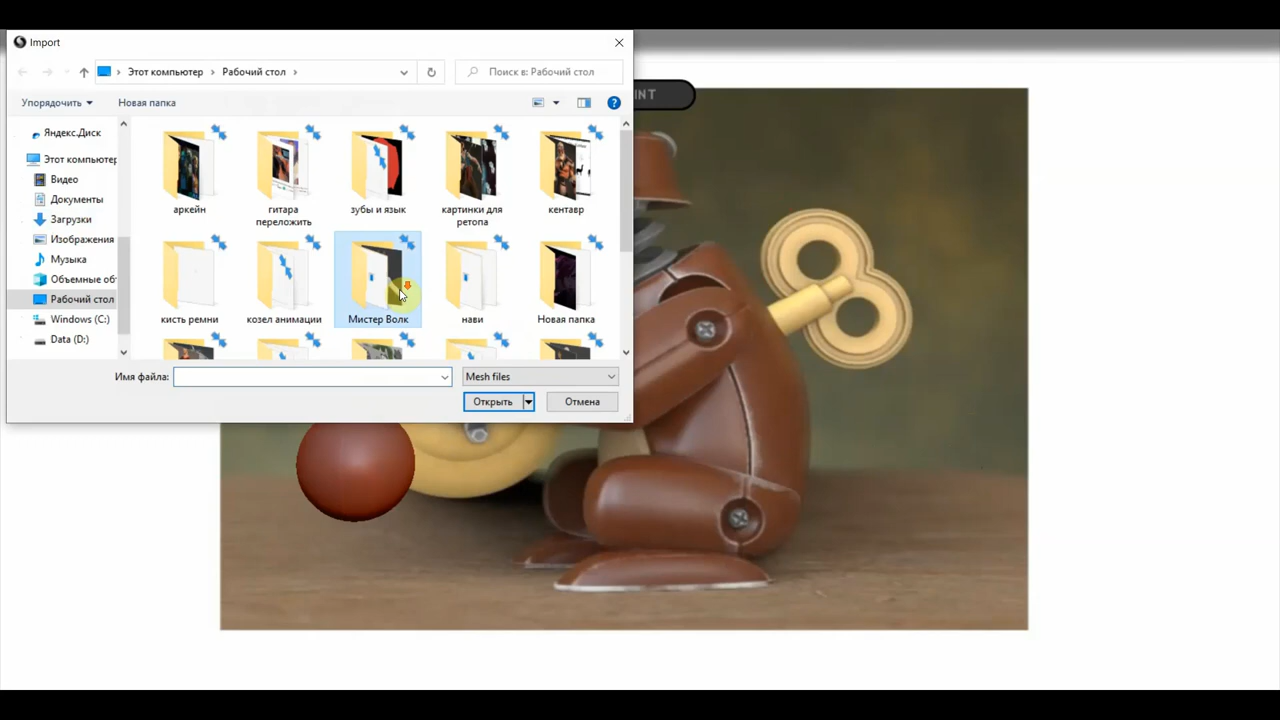 Import
Этот компьютер › Рабочий стол ›
Поиск в: Рабочий стол
Упорядочить
Новая папка
INT
Яндекс.Диск
Этот компьютер
Видео
Документы
Загрузки
Изображения
Музыка
Объемные об
Рабочий стол
Windows (C:)
Data (D:)
аркейн
гитара
переложить
зубы и язык
картинки для
ретопа
кентавр
кисть ремни
козел анимации
Мистер Волк
нави
Новая папка
Имя файла:
Mesh files
Открыть
Отмена